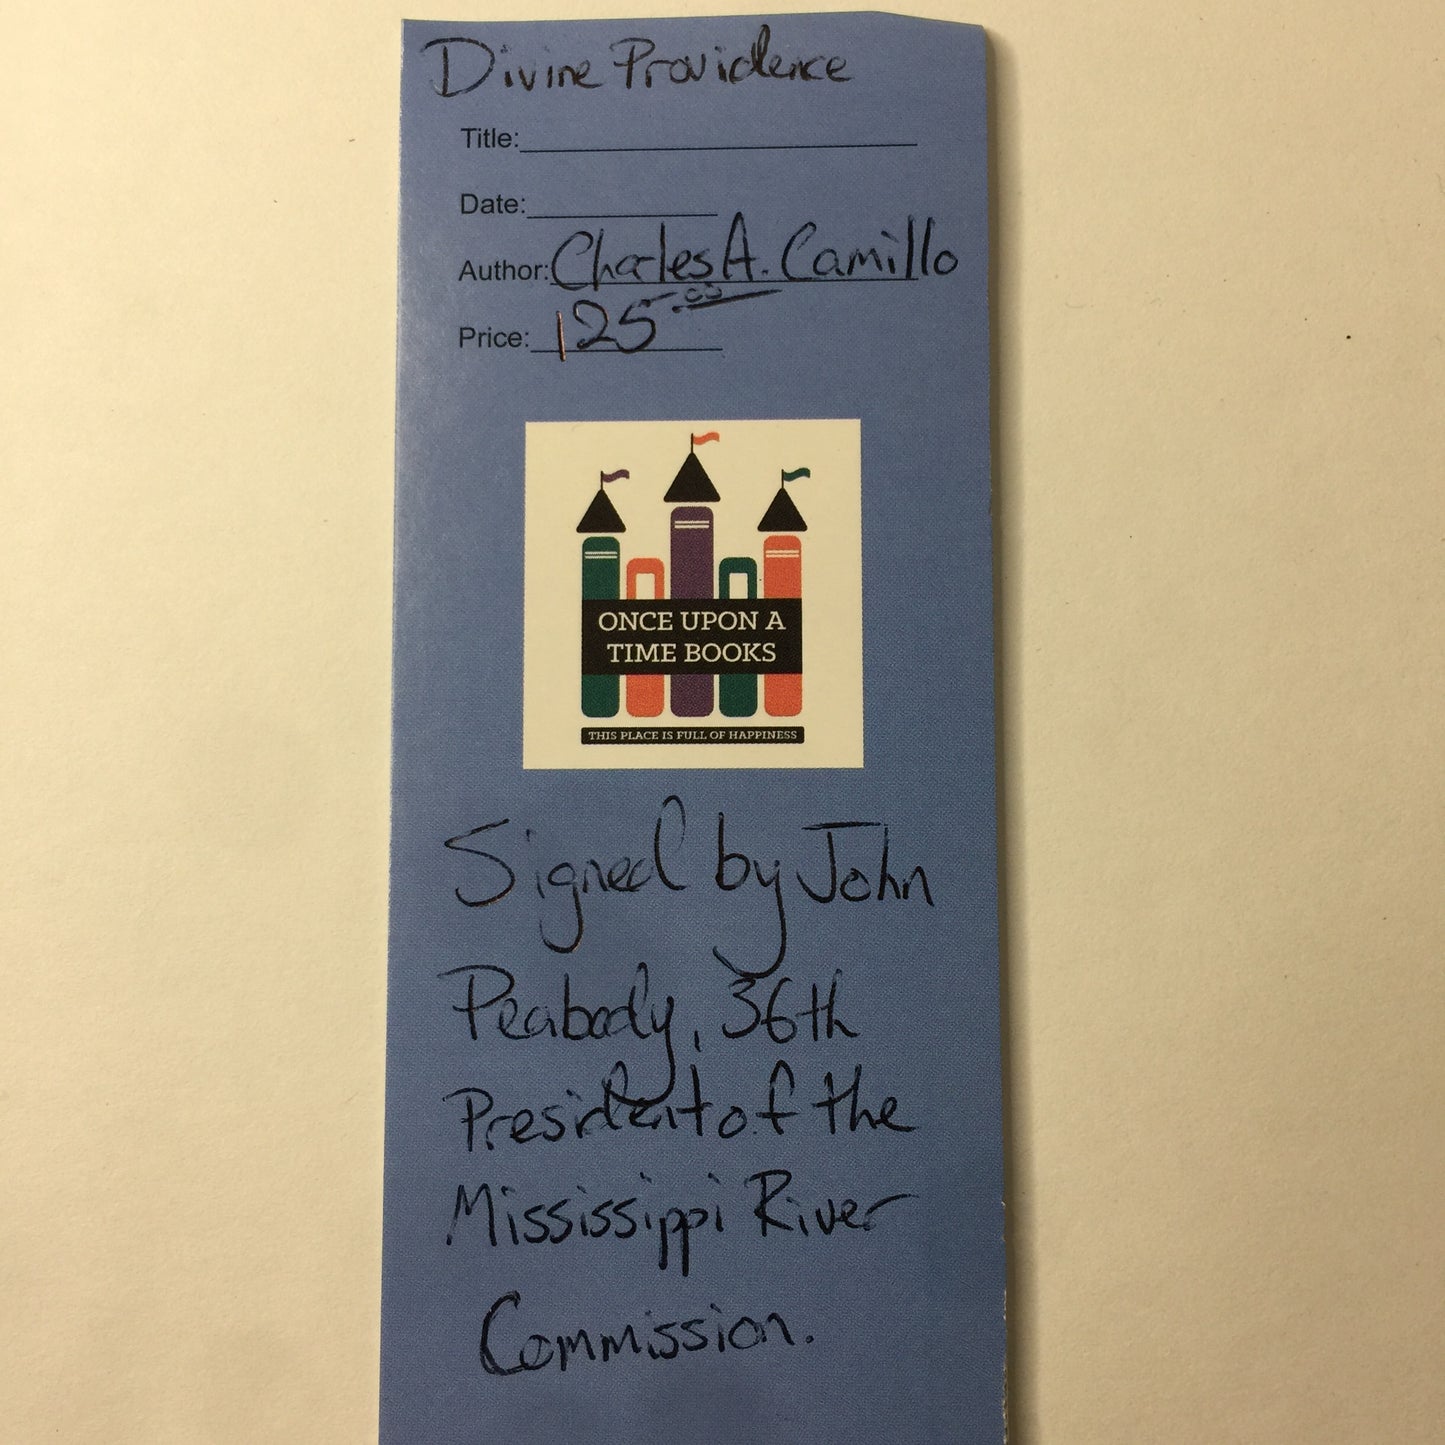 Divine Providence
Title:
Date:
Author: Charles A. Camillo
Price: 125.00
ONCE UPON A
TIME BOOKS
THIS PLACE IS FULL OF HAPPINESS
Signed by John
Peabody, 36th
President of the
Mississippi River
Commission.